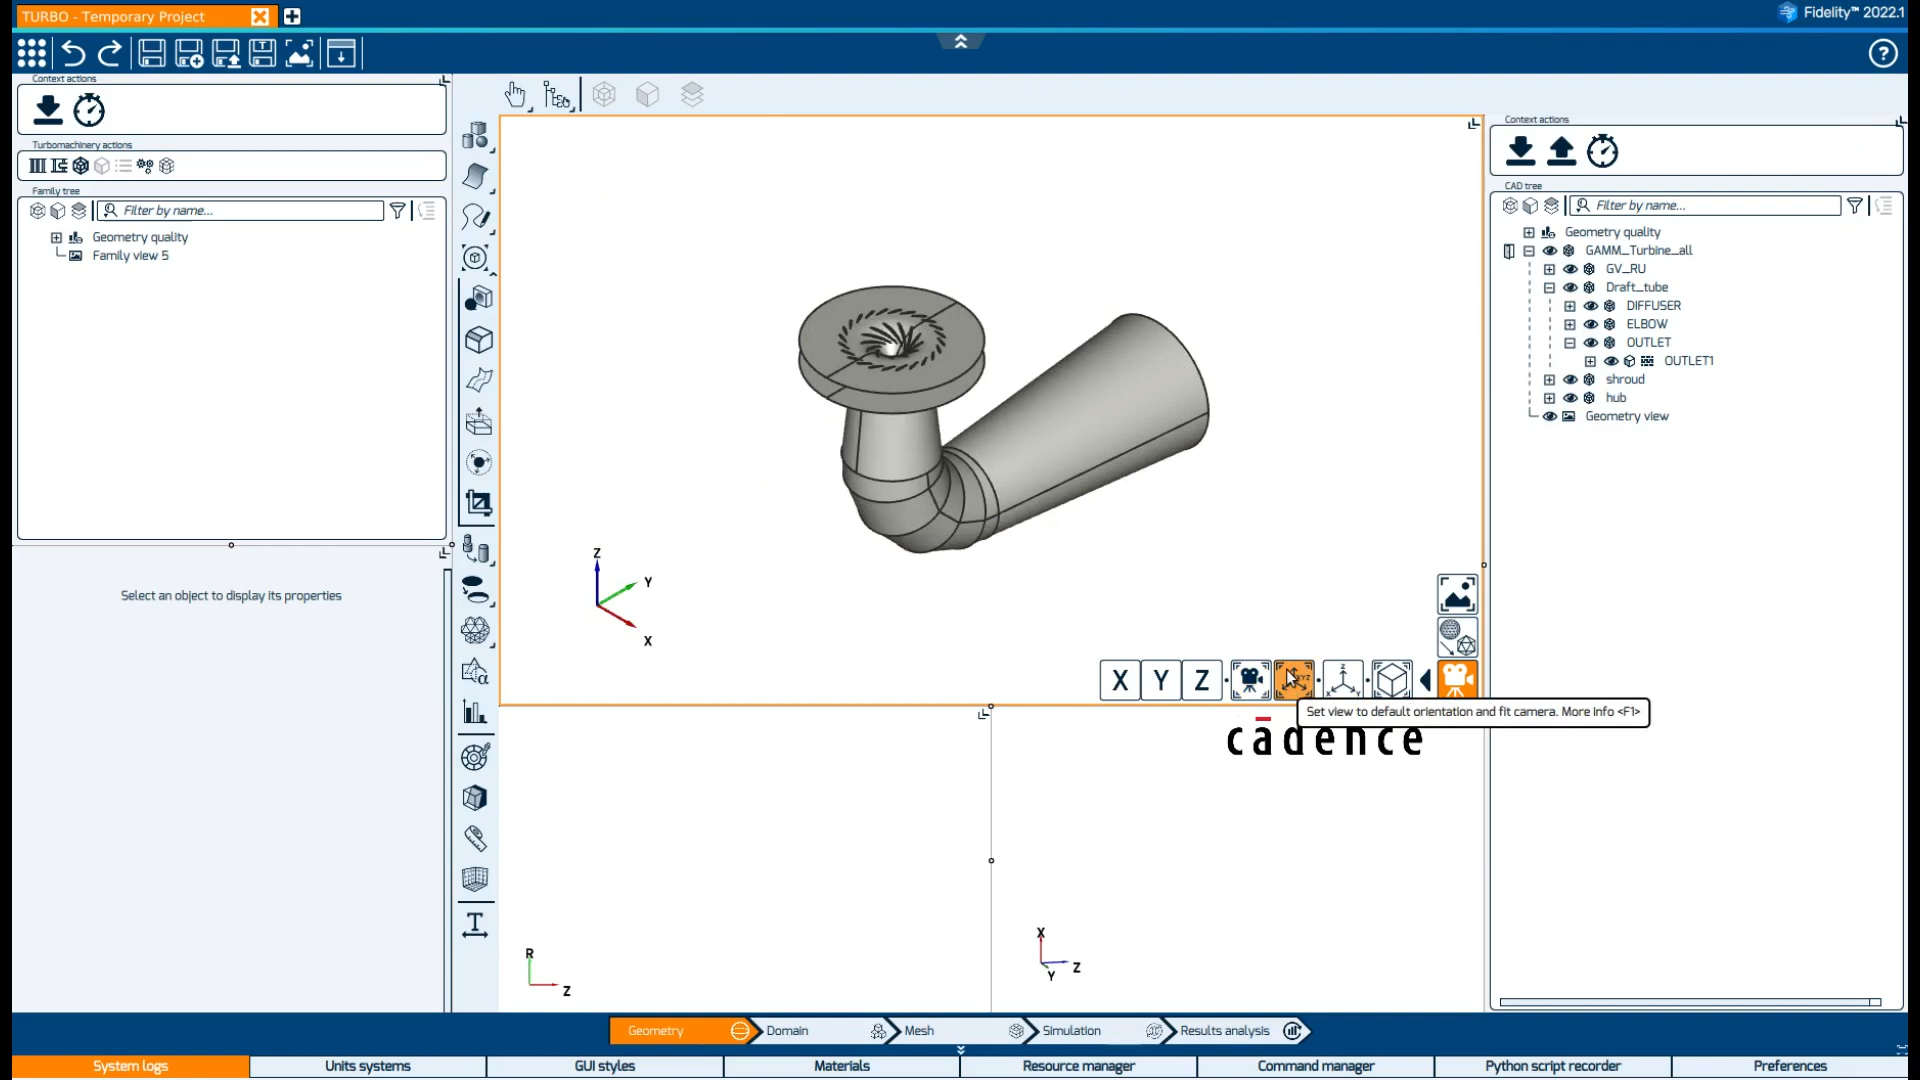 TURBO - Temporary Project
Fidelity™ 2022.1
Context actions
Turbomachinery actions
Family tree
Filter by name...
Geometry quality
Family view 5
Select an object to display its properties
Z
Y
X
X
Y
Z
XYZ
Z
X
Y
Set view to default orientation and fit camera. More info <F1>
cādence
R
Z
X
Z
Y
Context actions
CAD tree
Filter by name...
Geometry quality
GAMM_Turbine_all
GV_RU
Draft_tube
DIFFUSER
ELBOW
OUTLET
OUTLET1
shroud
hub
Geometry view
Geometry
Domain
Mesh
Simulation
Results analysis
System logs
Units systems
GUI styles
Materials
Resource manager
Command manager
Python script recorder
Preferences